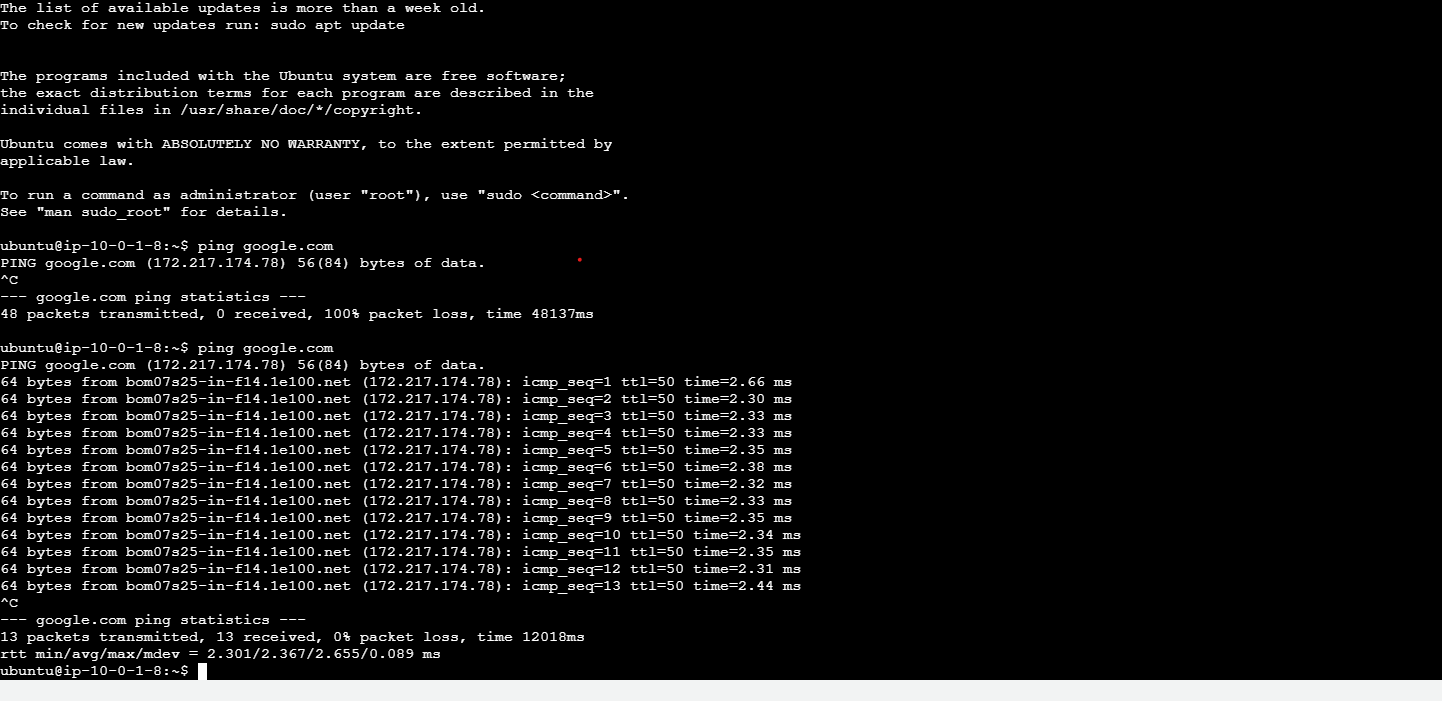 The list of available updates is more than a week old.
To check for new updates run: sudo apt update
The programs included with the Ubuntu system are free software;
the exact distribution terms for each program are described in the
individual files in /usr/share/doc/*/copyright.
Ubuntu comes with ABSOLUTELY NO WARRANTY, to the extent permitted by
applicable law.
To run a command as administrator (user "root"), use "sudo <command>".
See "man sudo_root" for details.
ubuntu@ip-10-0-1-8:~$ ping google.com
PING google.com (172.217.174.78) 56(84) bytes of data.
^C
--- google.com ping statistics ---
48 packets transmitted, 0 received, 100% packet loss, time 48137ms
ubuntu@ip-10-0-1-8:~$ ping google.com
PING google.com (172.217.174.78) 56(84) bytes of data.
64 bytes from bom07s25-in-f14.1e100.net (172.217.174.78): icmp_seq=1 ttl=50 time=2.66 ms
64 bytes from bom07s25-in-f14.1e100.net (172.217.174.78): icmp_seq=2 ttl=50 time=2.30 ms
64 bytes from bom07s25-in-f14.1e100.net (172.217.174.78): icmp_seq=3 ttl=50 time=2.33 ms
64 bytes from bom07s25-in-f14.1e100.net (172.217.174.78): icmp_seq=4 ttl=50 time=2.33 ms
64 bytes from bom07s25-in-f14.1e100.net (172.217.174.78): icmp_seq=5 ttl=50 time=2.35 ms
64 bytes from bom07s25-in-f14.1e100.net (172.217.174.78): icmp_seq=6 ttl=50 time=2.38 ms
64 bytes from bom07s25-in-f14.1e100.net (172.217.174.78): icmp_seq=7 ttl=50 time=2.32 ms
64 bytes from bom07s25-in-f14.1e100.net (172.217.174.78): icmp_seq=8 ttl=50 time=2.33 ms
64 bytes from bom07s25-in-f14.1e100.net (172.217.174.78): icmp_seq=9 ttl=50 time=2.35 ms
64 bytes from bom07s25-in-f14.1e100.net (172.217.174.78): icmp_seq=10 ttl=50 time=2.34 ms
64 bytes from bom07s25-in-f14.1e100.net (172.217.174.78): icmp_seq=11 ttl=50 time=2.35 ms
64 bytes from bom07s25-in-f14.1e100.net (172.217.174.78): icmp_seq=12 ttl=50 time=2.31 ms
64 bytes from bom07s25-in-f14.1e100.net (172.217.174.78): icmp_seq=13 ttl=50 time=2.44 ms
^C
--- google.com ping statistics ---
13 packets transmitted, 13 received, 0% packet loss, time 12018ms
rtt min/avg/max/mdev = 2.301/2.367/2.655/0.089 ms
ubuntu@ip-10-0-1-8:~$